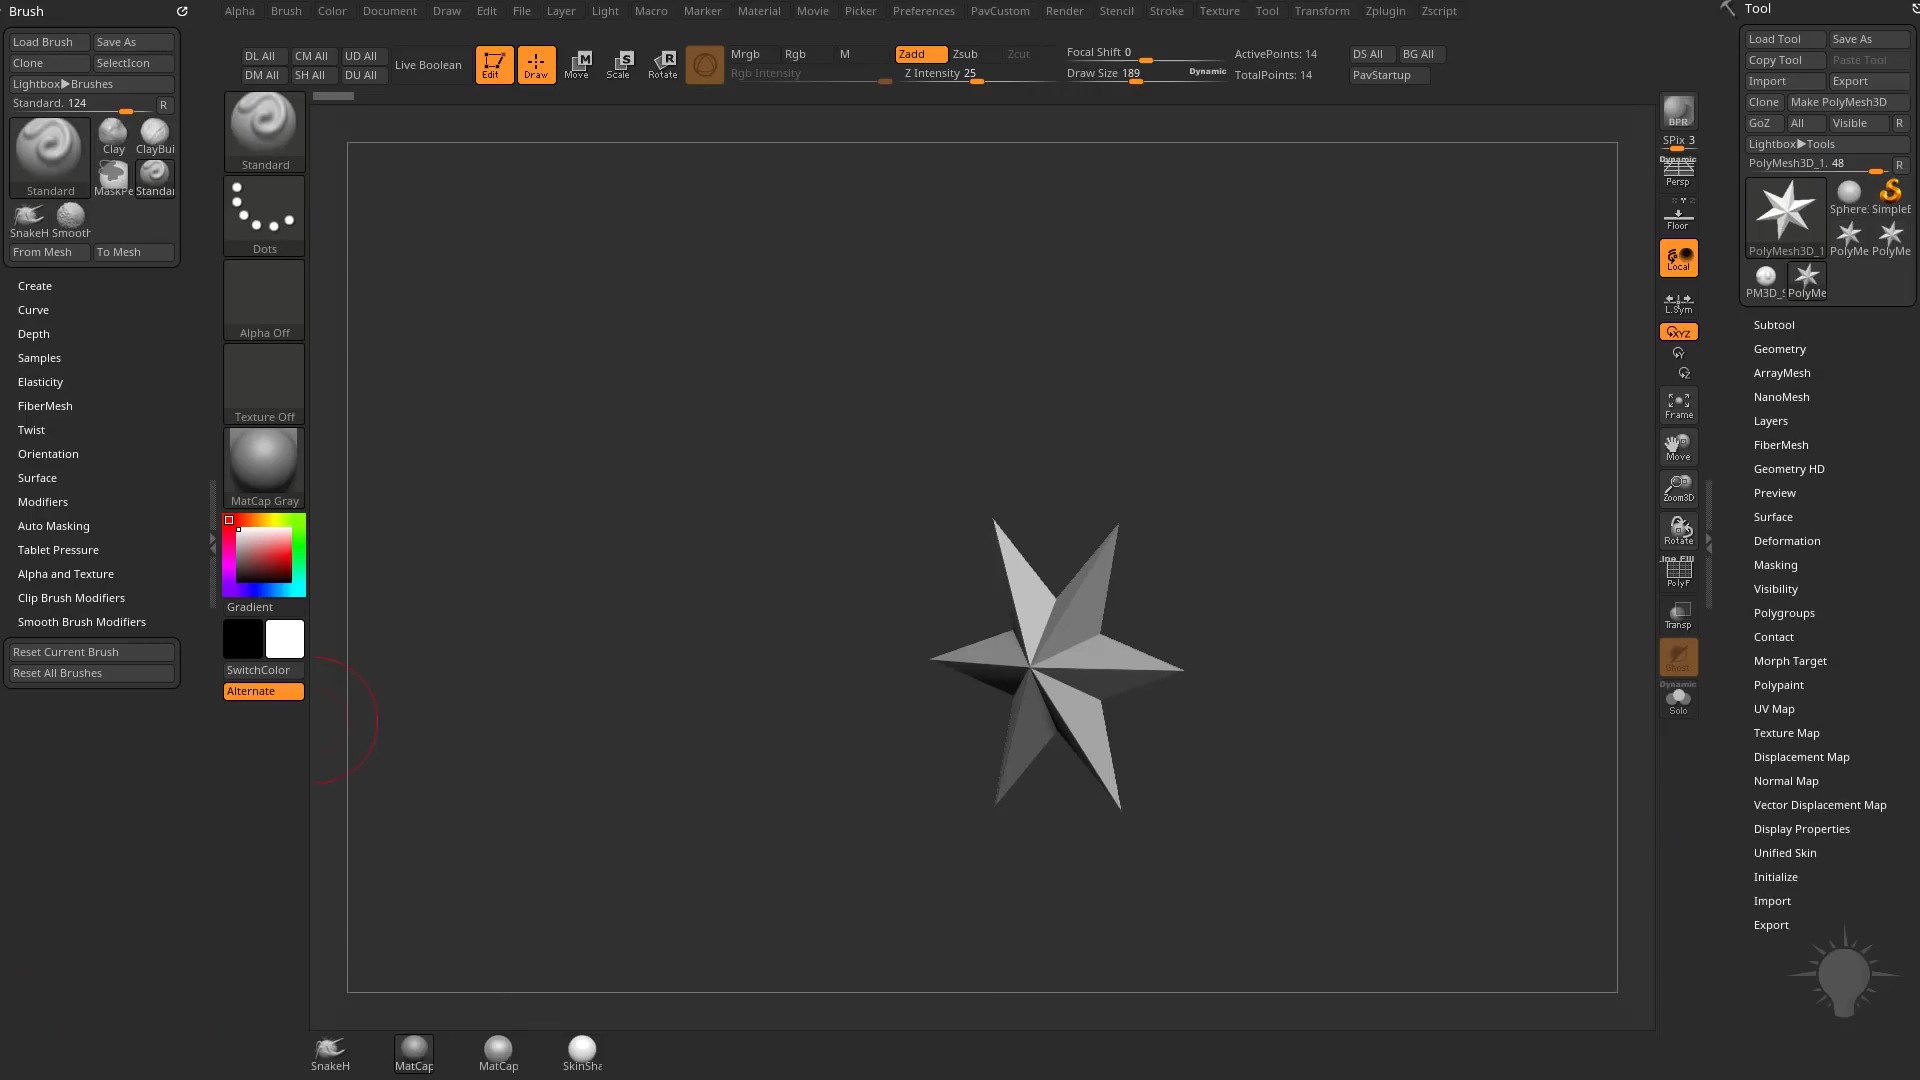 Brush
Alpha Brush Color Document Draw Edit File Layer Light Macro Marker Material Movie Picker Preferences PavCustom Render Stencil Stroke Texture Tool Transform Zplugin Zscript
Tool
Load Brush Save As
Clone SelectIcon
Lightbox▶Brushes
Standard. 124 R
Standard
Clay ClayBui
MaskPe Standar
SnakeH Smooth
From Mesh To Mesh
Create
Curve
Depth
Samples
Elasticity
FiberMesh
Twist
Orientation
Surface
Modifiers
Auto Masking
Tablet Pressure
Alpha and Texture
Clip Brush Modifiers
Smooth Brush Modifiers
Reset Current Brush
Reset All Brushes
DL All CM All UD All
DM All SH All DU All
Live Boolean
Edit Draw Move Scale Rotate
Mrgb Rgb M
Rgb Intensity
Zadd Zsub Zcut
Z Intensity 25
Focal Shift 0
Draw Size 189 Dynamic
ActivePoints: 14
TotalPoints: 14
DS All BG All
PavStartup
Standard
Dots
Alpha Off
Texture Off
MatCap Gray
Gradient
SwitchColor
Alternate
SnakeH MatCap MatCap SkinSha
BPR
SPix 3
Dynamic
Persp
Floor
Local
L.Sym
XYZ
Y
Z
Frame
Move
Zoom3D
Rotate
PolyF
Transp
Ghost
Dynamic
Solo
Load Tool Save As
Copy Tool Paste Tool
Import Export
Clone Make PolyMesh3D
GoZ All Visible R
Lightbox▶Tools
PolyMesh3D_1. 48 R
PolyMesh3D_1
Sphere SimpleB
PolyMe PolyMe
PM3D_S PolyMe
Subtool
Geometry
ArrayMesh
NanoMesh
Layers
FiberMesh
Geometry HD
Preview
Surface
Deformation
Masking
Visibility
Polygroups
Contact
Morph Target
Polypaint
UV Map
Texture Map
Displacement Map
Normal Map
Vector Displacement Map
Display Properties
Unified Skin
Initialize
Import
Export